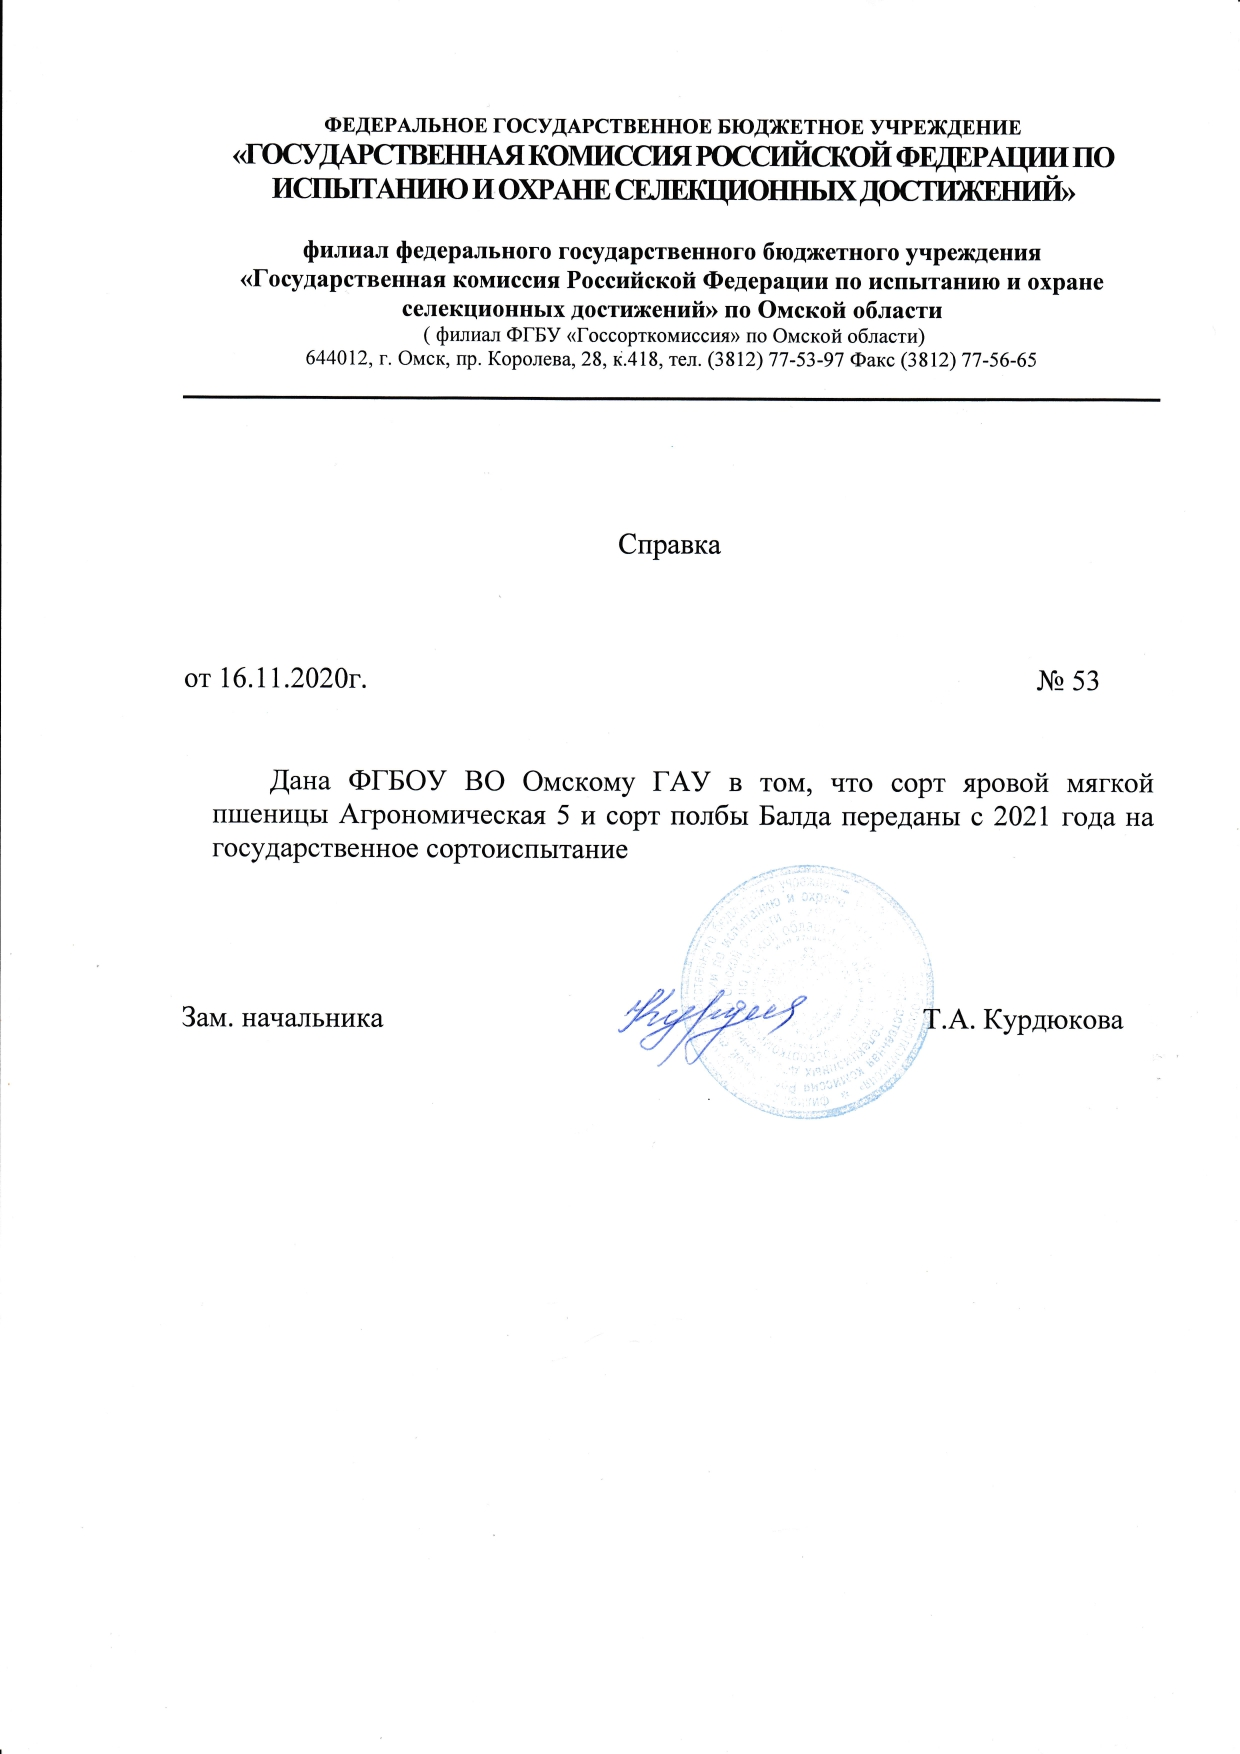 ФЕДЕРАЛЬНОЕ ГОСУДАРСТВЕННОЕ БЮДЖЕТНОЕ УЧРЕЖДЕНИЕ
«ГОСУДАРСТВЕННАЯ КОМИССИЯ РОССИЙСКОЙ ФЕДЕРАЦИИ ПО
ИСПЫТАНИЮ И ОХРАНЕ СЕЛЕКЦИОННЫХ ДОСТИЖЕНИЙ»
филиал федерального государственного бюджетного учреждения
«Государственная комиссия Российской Федерации по испытанию и охране
селекционных достижений» по Омской области
( филиал ФГБУ «Госсорткомиссия» по Омской области)
644012, г. Омск, пр. Королева, 28, к.418, тел. (3812) 77-53-97 Факс (3812) 77-56-65
Справка
от 16.11.2020г. № 53
Дана ФГБОУ ВО Омскому ГАУ в том, что сорт яровой мягкой
пшеницы Агрономическая 5 и сорт полбы Балда переданы с 2021 года на
государственное сортоиспытание
Зам. начальника Т.А. Курдюкова